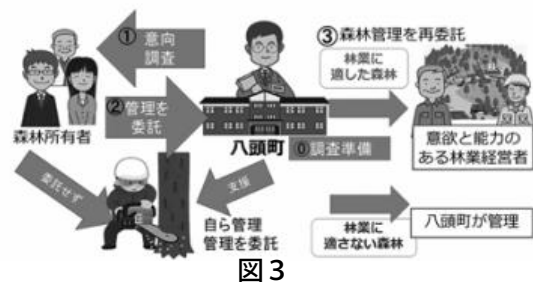 ① 意向
調査
③森林管理を再委託
林業に
適した森林
②管理を
委託
森林所有者
八頭町
⓪調査準備
意欲と能力の
ある林業経営者
委託せず
支援
自ら管理
管理を委託
林業に
適さない森林
八頭町が管理
図3